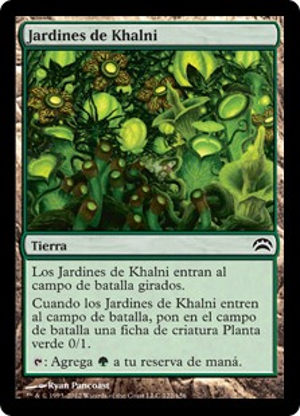 Jardines de Khalni
Tierra
Los Jardines de Khalni entran al
campo de batalla girados.
Cuando los Jardines de Khalni entren
al campo de batalla, pon en el campo
de batalla una ficha de criatura Planta
verde 0/1.
: Agrega a tu reserva de maná.
Ryan Pancoast